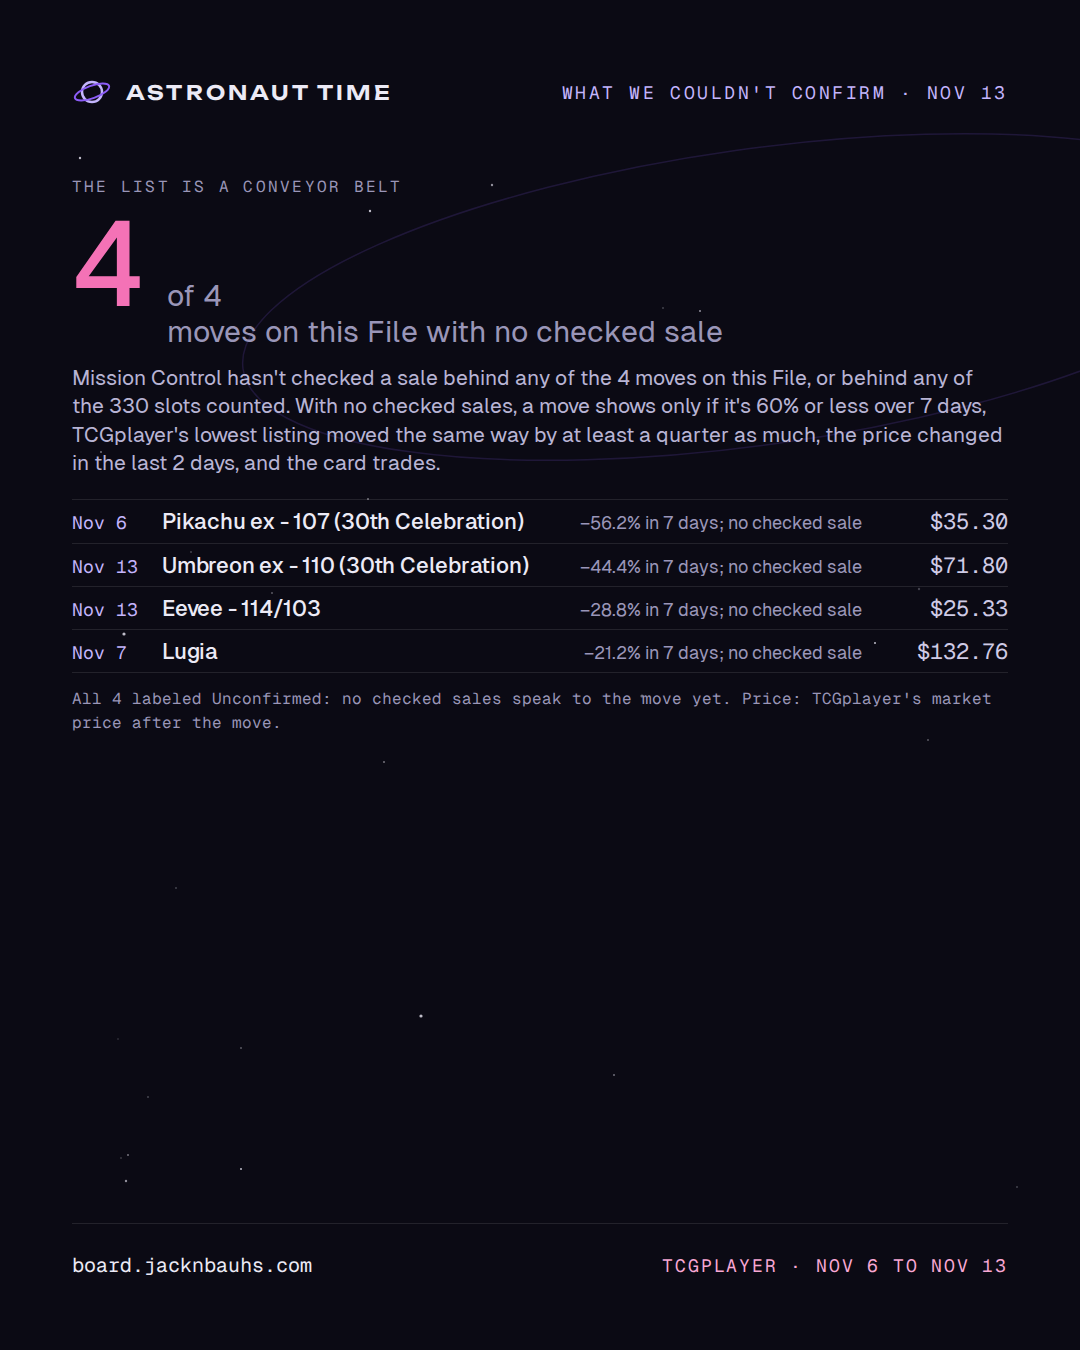 ASTRONAUT TIME
WHAT WE COULDN'T CONFIRM · NOV 13
THE LIST IS A CONVEYOR BELT
4 of 4
moves on this File with no checked sale
Mission Control hasn't checked a sale behind any of the 4 moves on this File, or behind any of
the 330 slots counted. With no checked sales, a move shows only if it's 60% or less over 7 days,
TCGplayer's lowest listing moved the same way by at least a quarter as much, the price changed
in the last 2 days, and the card trades.
Nov 6 Pikachu ex - 107 (30th Celebration) −56.2% in 7 days; no checked sale $35.30
Nov 13 Umbreon ex - 110 (30th Celebration) −44.4% in 7 days; no checked sale $71.80
Nov 13 Eevee - 114/103 −28.8% in 7 days; no checked sale $25.33
Nov 7 Lugia −21.2% in 7 days; no checked sale $132.76
All 4 labeled Unconfirmed: no checked sales speak to the move yet. Price: TCGplayer's market
price after the move.
board.jacknbauhs.com
TCGPLAYER · NOV 6 TO NOV 13